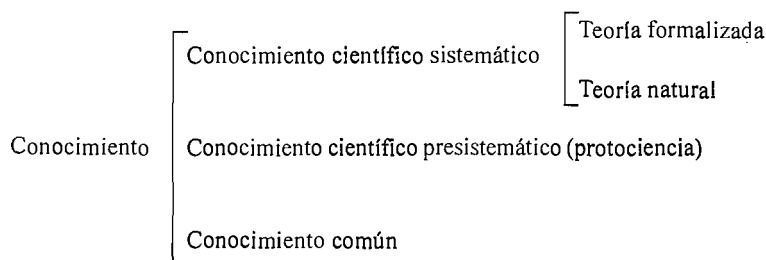 Teoría formalizada
Conocimiento científico sistemático
Teoría natural
Conocimiento
Conocimiento científico presistemático (protociencia)
Conocimiento común